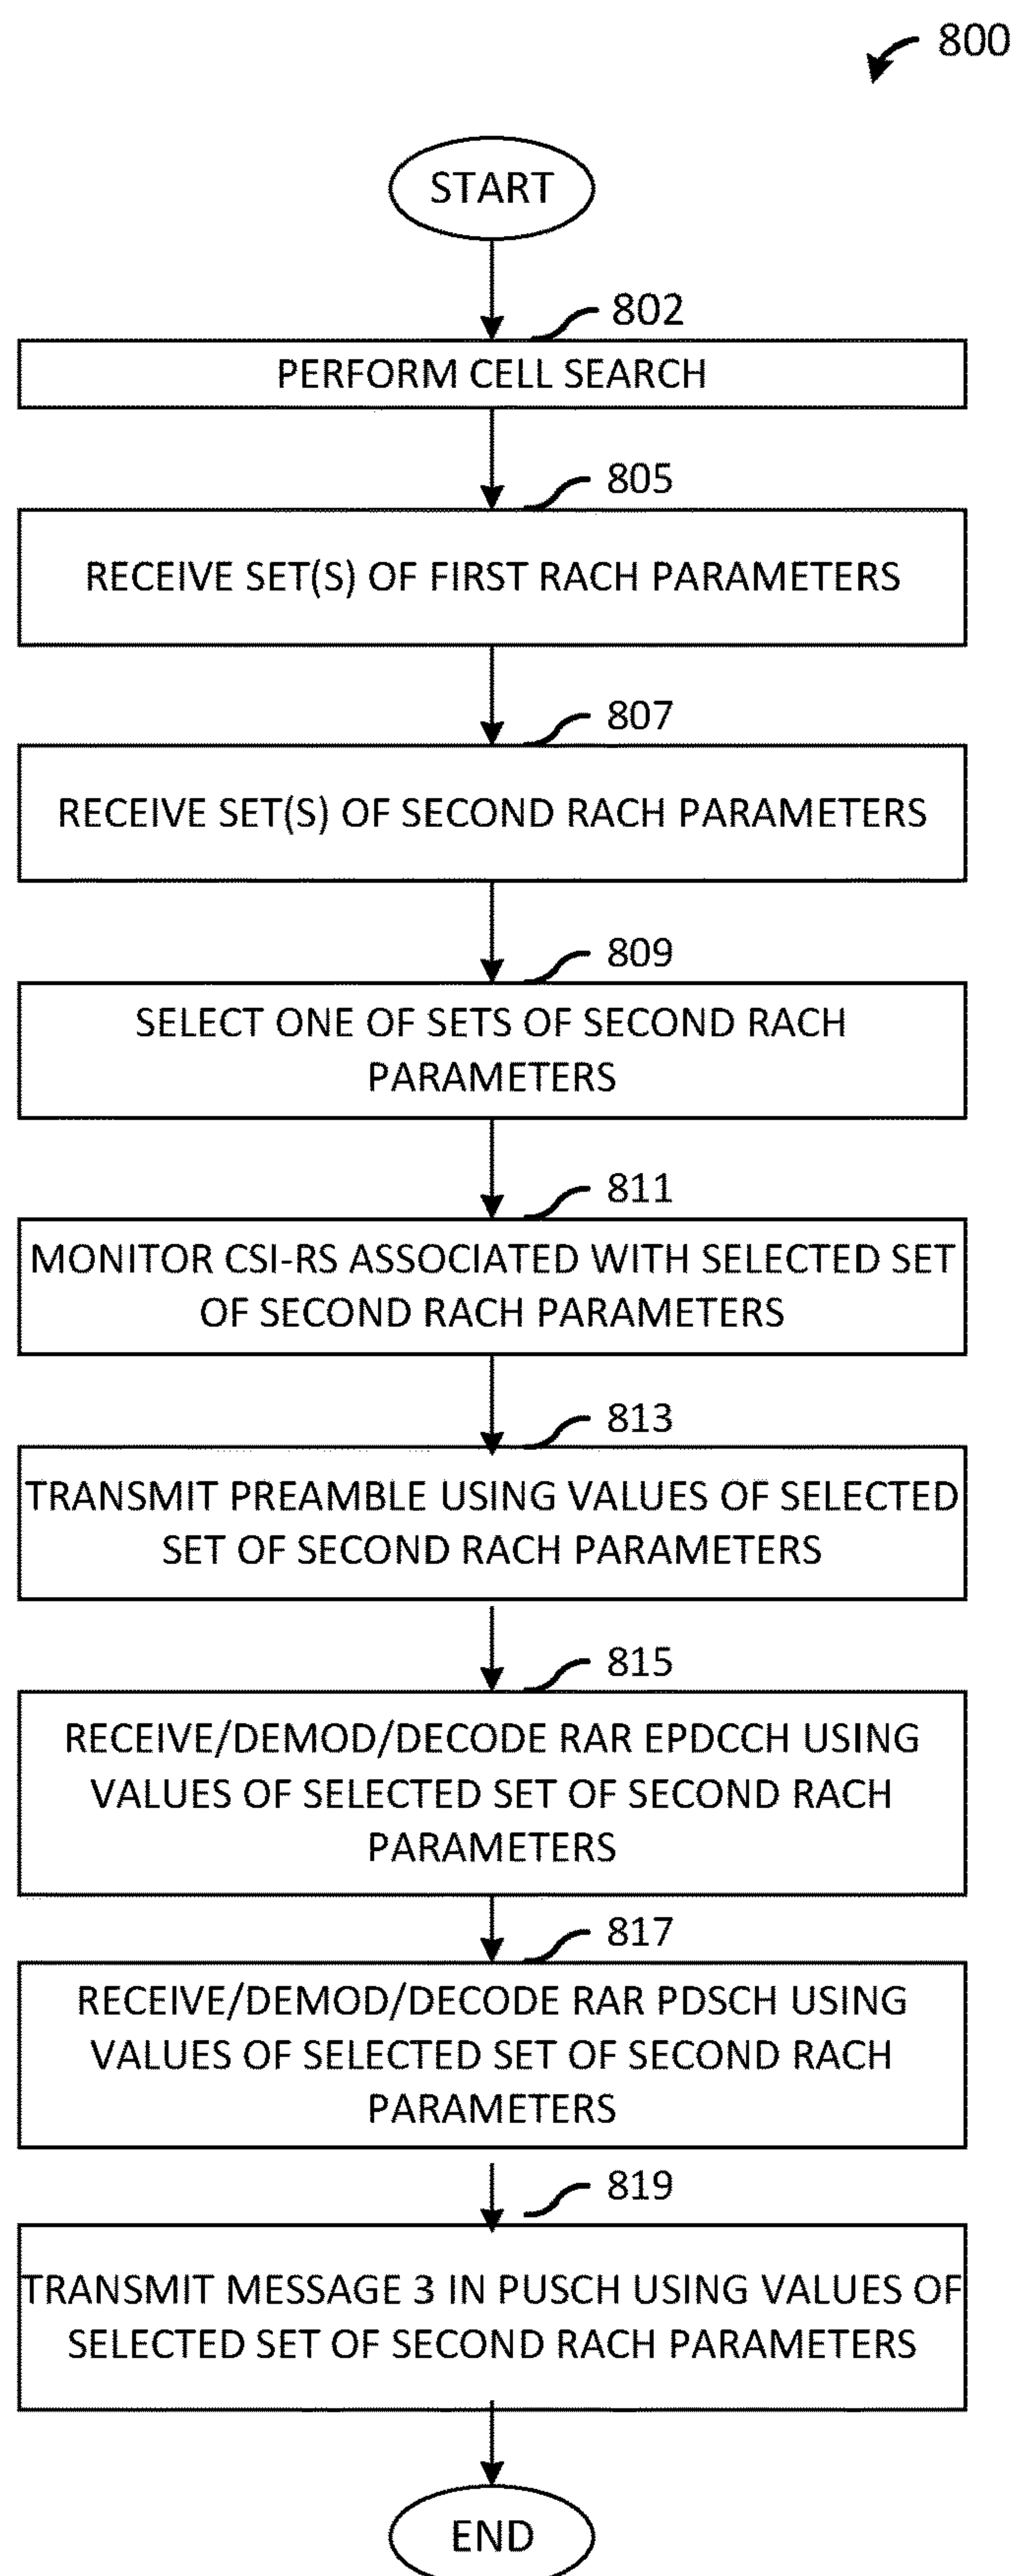 800
START
802
PERFORM CELL SEARCH
805
RECEIVE SET(S) OF FIRST RACH PARAMETERS
807
RECEIVE SET(S) OF SECOND RACH PARAMETERS
809
SELECT ONE OF SETS OF SECOND RACH
PARAMETERS
811
MONITOR CSI-RS ASSOCIATED WITH SELECTED SET
OF SECOND RACH PARAMETERS
813
TRANSMIT PREAMBLE USING VALUES OF SELECTED
SET OF SECOND RACH PARAMETERS
815
RECEIVE/DEMOD/DECODE RAR EPDCCH USING
VALUES OF SELECTED SET OF SECOND RACH
PARAMETERS
817
RECEIVE/DEMOD/DECODE RAR PDSCH USING
VALUES OF SELECTED SET OF SECOND RACH
PARAMETERS
819
TRANSMIT MESSAGE 3 IN PUSCH USING VALUES OF
SELECTED SET OF SECOND RACH PARAMETERS
END